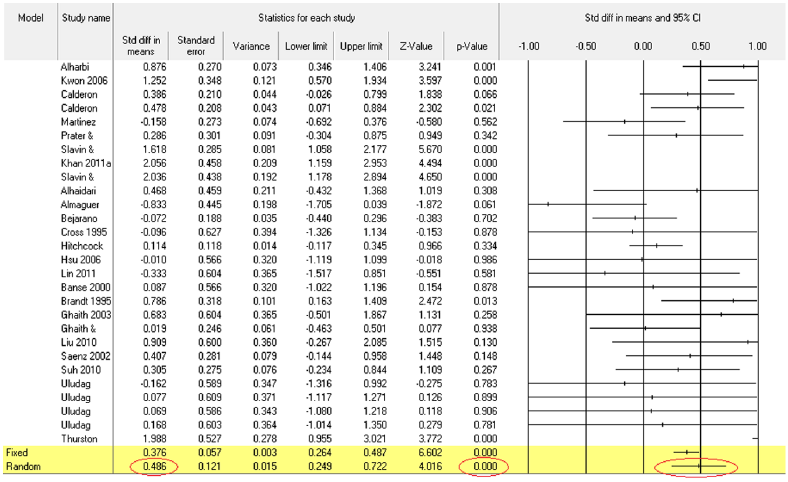 Model Study name Statistics for each study Std diff in means and 95% CI
Std diff in means Standard error Variance Lower limit Upper limit Z-Value p-Value -1.00 -0.50 0.00 0.50 1.00
Alharbi 0.876 0.270 0.073 0.346 1.406 3.241 0.001
Kwon 2006 1.252 0.348 0.121 0.570 1.934 3.597 0.000
Calderon 0.386 0.210 0.044 -0.026 0.799 1.838 0.066
Calderon 0.478 0.208 0.043 0.071 0.884 2.302 0.021
Martinez -0.158 0.273 0.074 -0.692 0.376 -0.580 0.562
Prater & 0.286 0.301 0.091 -0.304 0.875 0.949 0.342
Slavin & 1.618 0.285 0.081 1.058 2.177 5.670 0.000
Khan 2011a 2.056 0.458 0.209 1.159 2.953 4.494 0.000
Slavin & 2.036 0.438 0.192 1.178 2.894 4.650 0.000
Alhaidari 0.468 0.459 0.211 -0.432 1.368 1.019 0.308
Almaguer -0.833 0.445 0.198 -1.705 0.039 -1.872 0.061
Bejarano -0.072 0.188 0.035 -0.440 0.296 -0.383 0.702
Cross 1995 -0.096 0.627 0.394 -1.326 1.134 -0.153 0.878
Hitchcock 0.114 0.118 0.014 -0.117 0.345 0.966 0.334
Hsu 2006 -0.010 0.566 0.320 -1.119 1.099 -0.018 0.986
Lin 2011 -0.333 0.604 0.365 -1.517 0.851 -0.551 0.581
Banse 2000 0.087 0.566 0.320 -1.022 1.196 0.154 0.878
Brandt 1995 0.786 0.318 0.101 0.163 1.409 2.472 0.013
Ghaith 2003 0.683 0.604 0.365 -0.501 1.867 1.131 0.258
Ghaith & 0.019 0.246 0.061 -0.463 0.501 0.077 0.938
Liu 2010 0.909 0.600 0.360 -0.267 2.085 1.515 0.130
Saenz 2002 0.407 0.281 0.079 -0.144 0.958 1.448 0.148
Suh 2010 0.305 0.275 0.076 -0.234 0.844 1.109 0.267
Uludag -0.162 0.589 0.347 -1.316 0.992 -0.275 0.783
Uludag 0.077 0.609 0.371 -1.117 1.271 0.126 0.899
Uludag 0.069 0.586 0.343 -1.080 1.218 0.118 0.906
Uludag 0.168 0.603 0.364 -1.014 1.350 0.279 0.781
Thurston 1.988 0.527 0.278 0.955 3.021 3.772 0.000
Fixed 0.376 0.057 0.003 0.264 0.487 6.602 0.000
Random 0.486 0.121 0.015 0.249 0.722 4.016 0.000